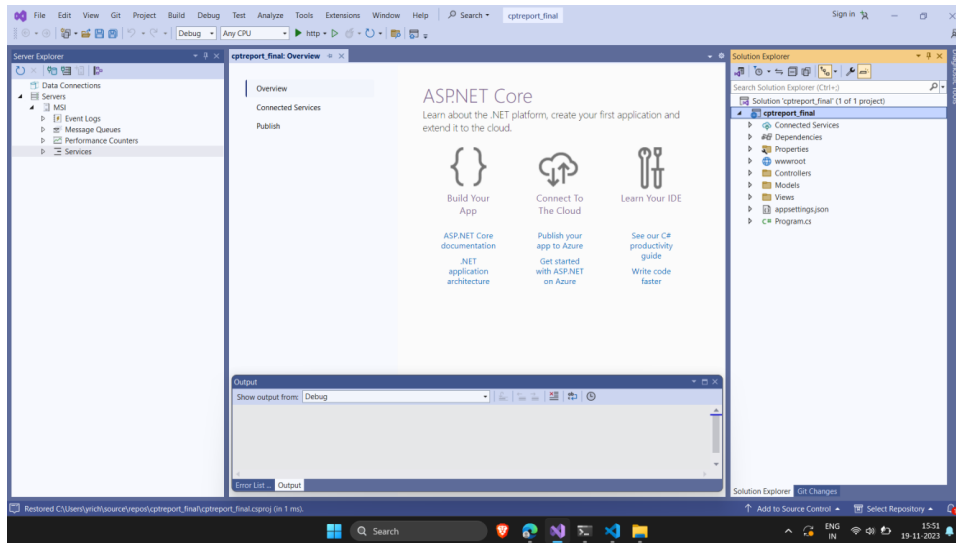 File Edit View Git Project Build Debug Test Analyze Tools Extensions Window Help Search cptreport_final Sign in
Debug Any CPU http
Server Explorer
Data Connections
Servers
MSI
Event Logs
Message Queues
Performance Counters
Services
cptreport_final: Overview
Overview
Connected Services
Publish
ASP.NET Core
Learn about the .NET platform, create your first application and
extend it to the cloud.
Build Your
App
Connect To
The Cloud
Learn Your IDE
ASP.NET Core
documentation
.NET
application
architecture
Publish your
app to Azure
Get started
with ASP.NET
on Azure
See our C#
productivity
guide
Write code
faster
Output
Show output from: Debug
Error List ... Output
Solution Explorer
Search Solution Explorer (Ctrl+;)
Solution 'cptreport_final' (1 of 1 project)
cptreport_final
Connected Services
Dependencies
Properties
wwwroot
Controllers
Models
Views
appsettings.json
C# Program.cs
Solution Explorer Git Changes
Diagnostic Tools
Restored C:\Users\yrich\source\repos\cptreport_final\cptreport_final.csproj (in 1 ms). Add to Source Control Select Repository
Search
ENG
IN
15:51
19-11-2023